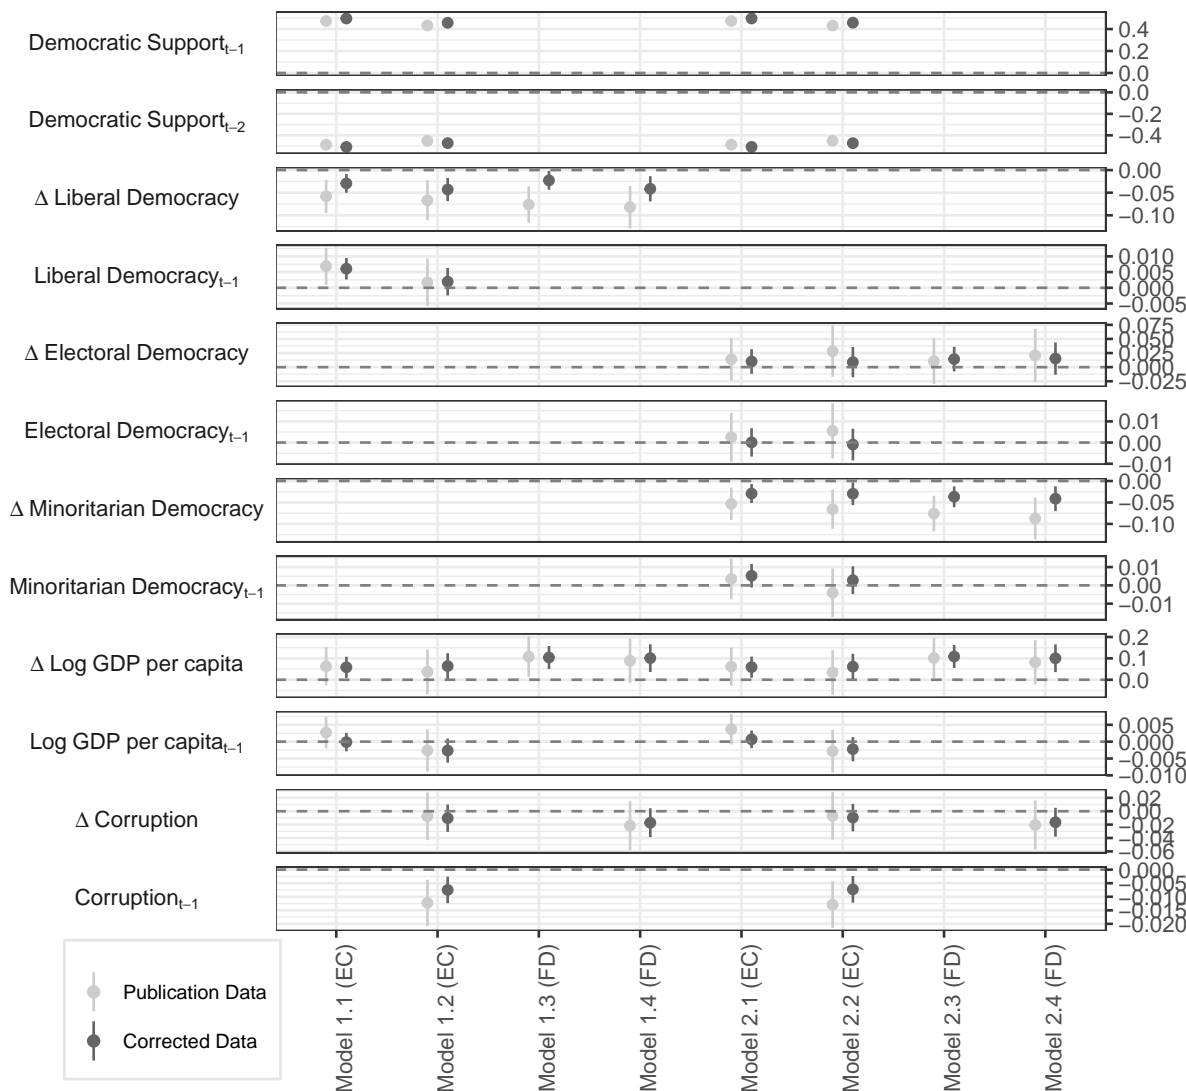 Democratic Support t–1
0.4
0.2
0.0
Democratic Support t–2
0.0
−0.2
−0.4
Δ Liberal Democracy
0.00
−0.05
−0.10
Liberal Democracy t–1
0.010
0.005
0.000
−0.005
Δ Electoral Democracy
0.075
0.050
0.025
0.000
−0.025
Electoral Democracy t–1
0.01
0.00
−0.01
Δ Minoritarian Democracy
0.00
−0.05
−0.10
Minoritarian Democracy t–1
0.01
0.00
−0.01
Δ Log GDP per capita
0.2
0.1
0.0
Log GDP per capita t–1
0.005
0.000
−0.005
−0.010
Δ Corruption
0.02
0.00
−0.02
−0.04
−0.06
Corruption t–1
0.000
−0.005
−0.010
−0.015
−0.020
Model 1.1 (EC)
Model 1.2 (EC)
Model 1.3 (FD)
Model 1.4 (FD)
Model 2.1 (EC)
Model 2.2 (EC)
Model 2.3 (FD)
Model 2.4 (FD)
Publication Data
Corrected Data